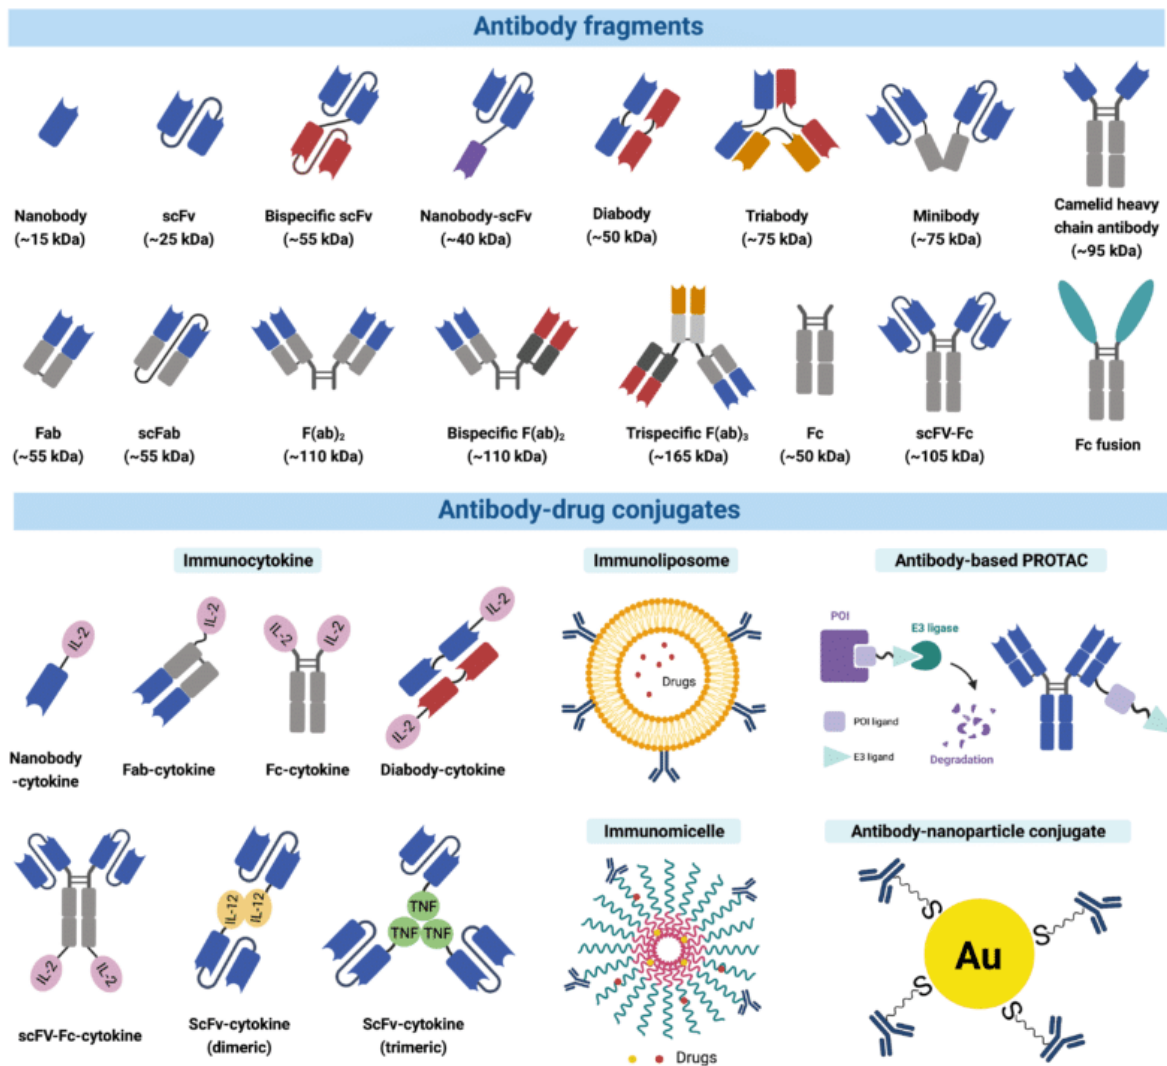 Antibody fragments
Nanobody
(~15 kDa)
scFv
(~25 kDa)
Bispecific scFv
(~55 kDa)
Nanobody-scFv
(~40 kDa)
Diabody
(~50 kDa)
Triabody
(~75 kDa)
Minibody
(~75 kDa)
Camelid heavy
chain antibody
(~95 kDa)
Fab
(~55 kDa)
scFab
(~55 kDa)
F(ab)₂
(~110 kDa)
Bispecific F(ab)₂
(~110 kDa)
Trispecific F(ab)₃
(~165 kDa)
Fc
(~50 kDa)
scFV-Fc
(~105 kDa)
Fc fusion
Antibody-drug conjugates
Immunocytokine
IL-2
Nanobody
-cytokine
IL-2
Fab-cytokine
IL-2
IL-2
Fc-cytokine
IL-2
IL-2
Diabody-cytokine
IL-2
IL-2
scFV-Fc-cytokine
IL-12
IL-12
ScFv-cytokine
(dimeric)
TNF
TNF
TNF
ScFv-cytokine
(trimeric)
Immunoliposome
Drugs
Antibody-based PROTAC
POI
E3 ligase
POI ligand
E3 ligand
Degradation
Immunomicelle
Drugs
Antibody-nanoparticle conjugate
S
S
Au
S
S